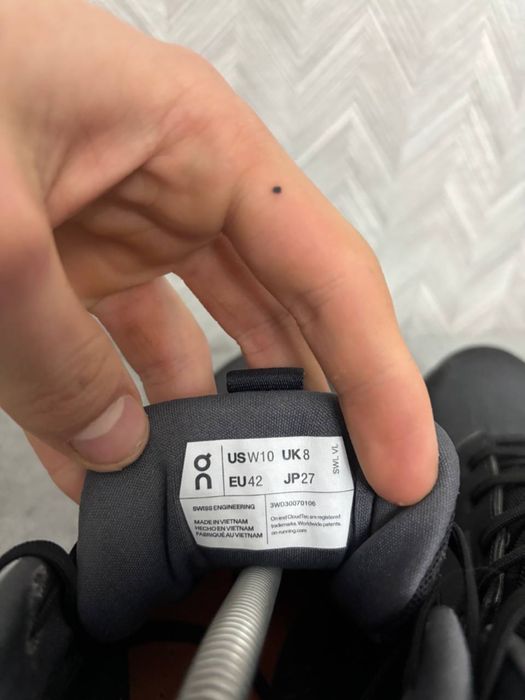 on
US W10 UK 8
EU 42 JP 27
SWL VL
SWISS ENGINEERING
3WD30070106
MADE IN VIETNAM
HECHO EN VIETNAM
FABRIQUÉ AU VIETNAM
On and CloudTec are registered
trademarks. Worldwide patents.
on-running.com